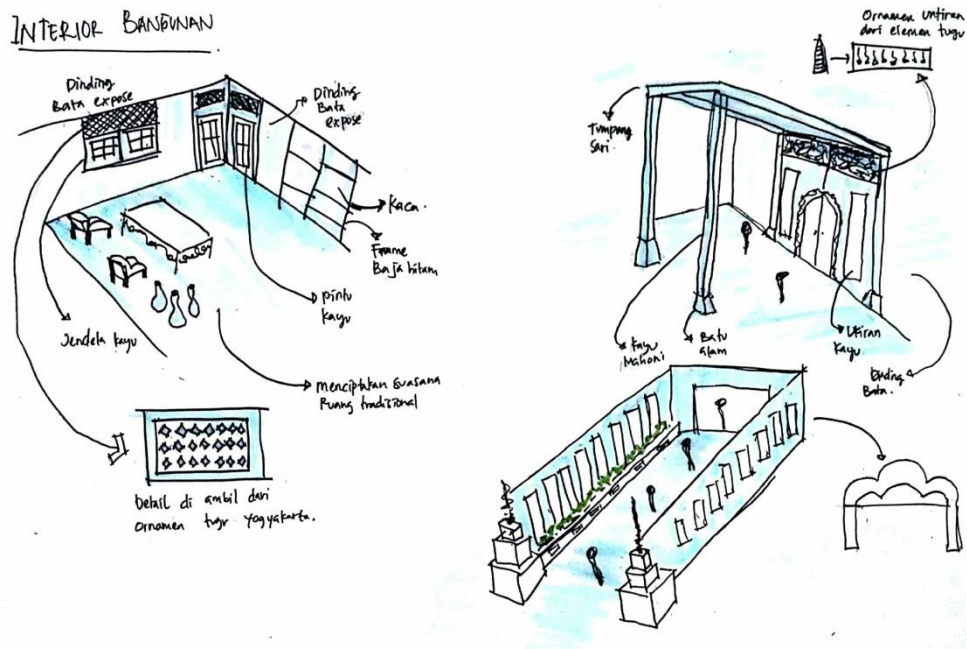 INTERIOR BANGUNAN
Dinding
Bata expose
Dinding
Bata
expose
Kaca.
Frame
Baja hitam
pintu
kayu
Jendela kayu
menciptakan suasana
Ruang tradisional
Detail di ambil dari
Ornamen tugu yogyakarta.
Ornamen untiran
dari elemen tugu
Tumpang
Sari
Kayu
Mahoni
Batu
alam
Ukiran
Kayu
Dinding
Bata.